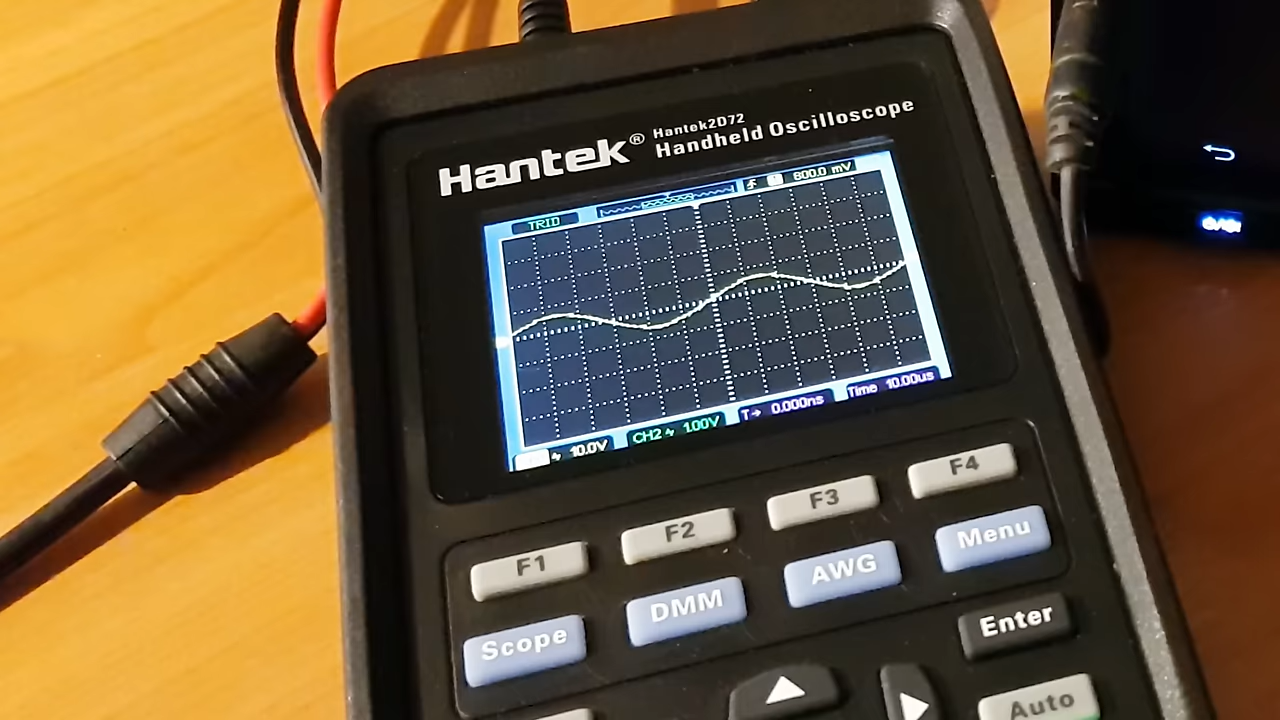 Hantek®
Hantek2D72
Handheld Oscilloscope
TRID
800.0 mV
10.0V
CH2 1.00V
T→ 0.000ns
Time 10.00us
F1
F2
F3
F4
Scope
DMM
AWG
Menu
Enter
Auto